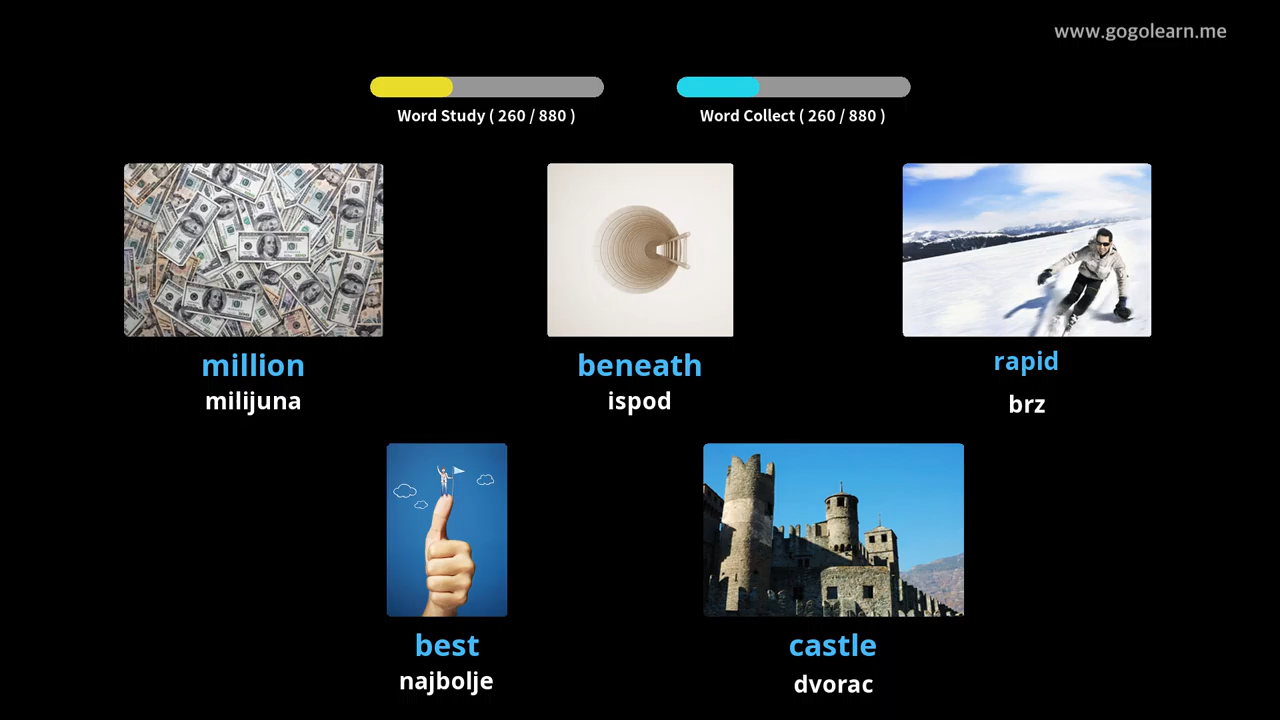 www.gogolearn.me
Word Study ( 260 / 880 )
Word Collect ( 260 / 880 )
million
milijuna
beneath
ispod
rapid
brz
best
najbolje
castle
dvorac